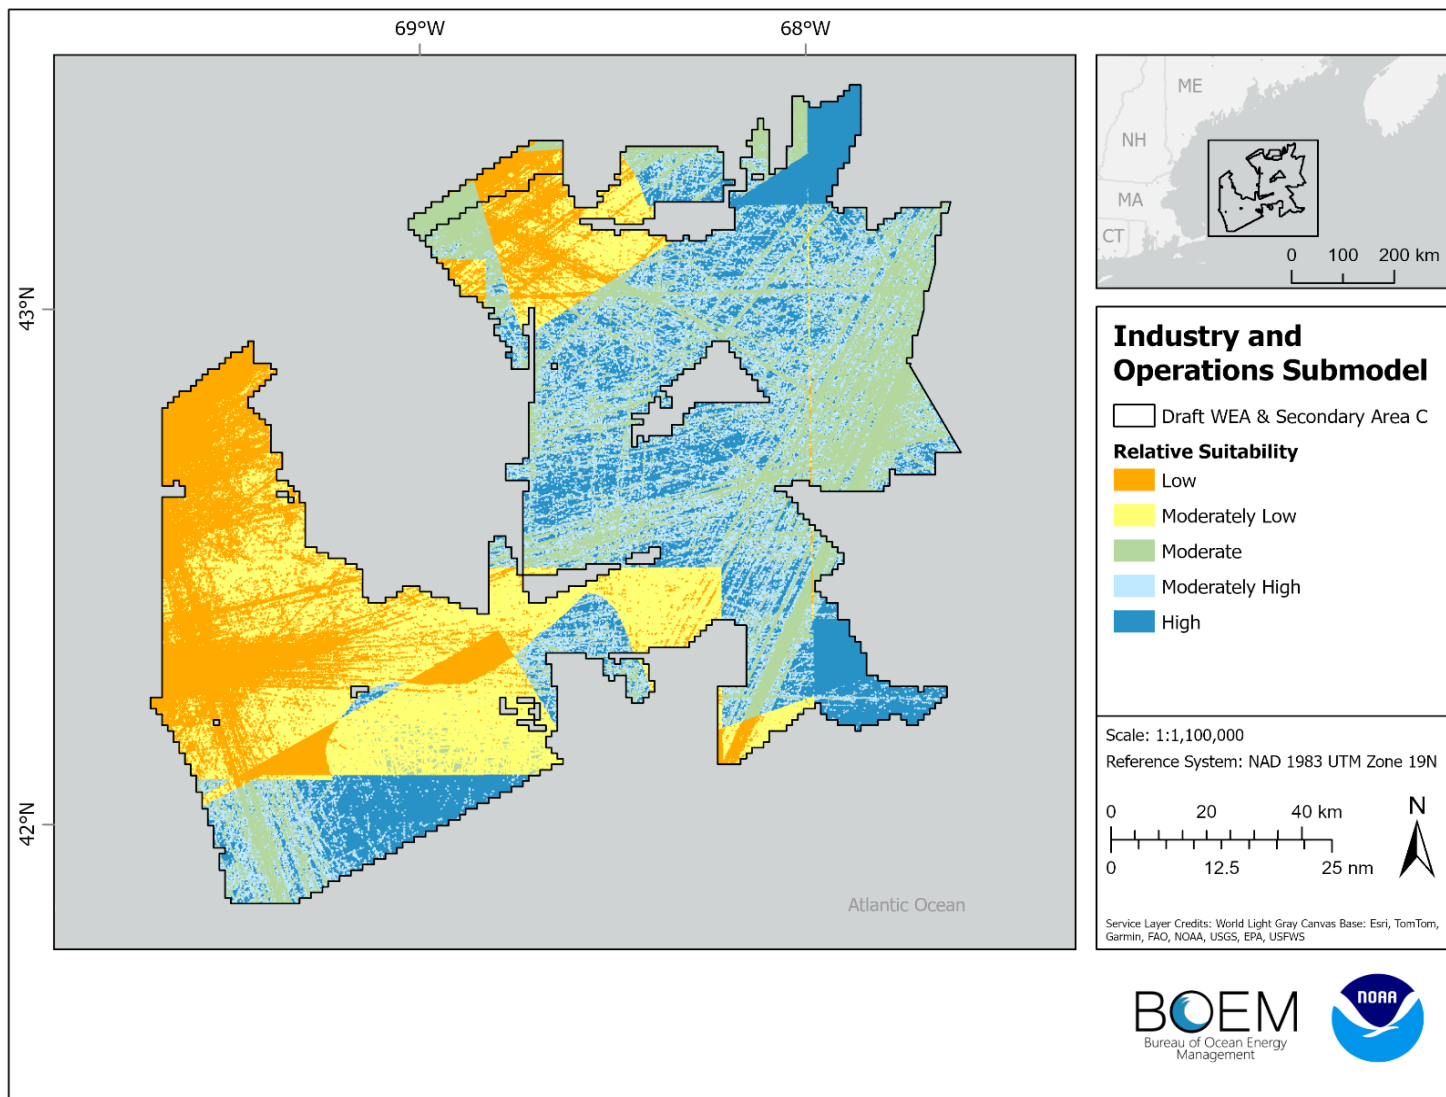 69°W
68°W
43°N
42°N
Atlantic Ocean
ME
NH
MA
CT
0 100 200 km
Industry and
Operations Submodel
Draft WEA & Secondary Area C
Relative Suitability
Low
Moderately Low
Moderate
Moderately High
High
Scale: 1:1,100,000
Reference System: NAD 1983 UTM Zone 19N
0 20 40 km
0 12.5 25 nm
N
Service Layer Credits: World Light Gray Canvas Base: Esri, TomTom,
Garmin, FAO, NOAA, USGS, EPA, USFWS
BOEM
Bureau of Ocean Energy
Management
NOAA